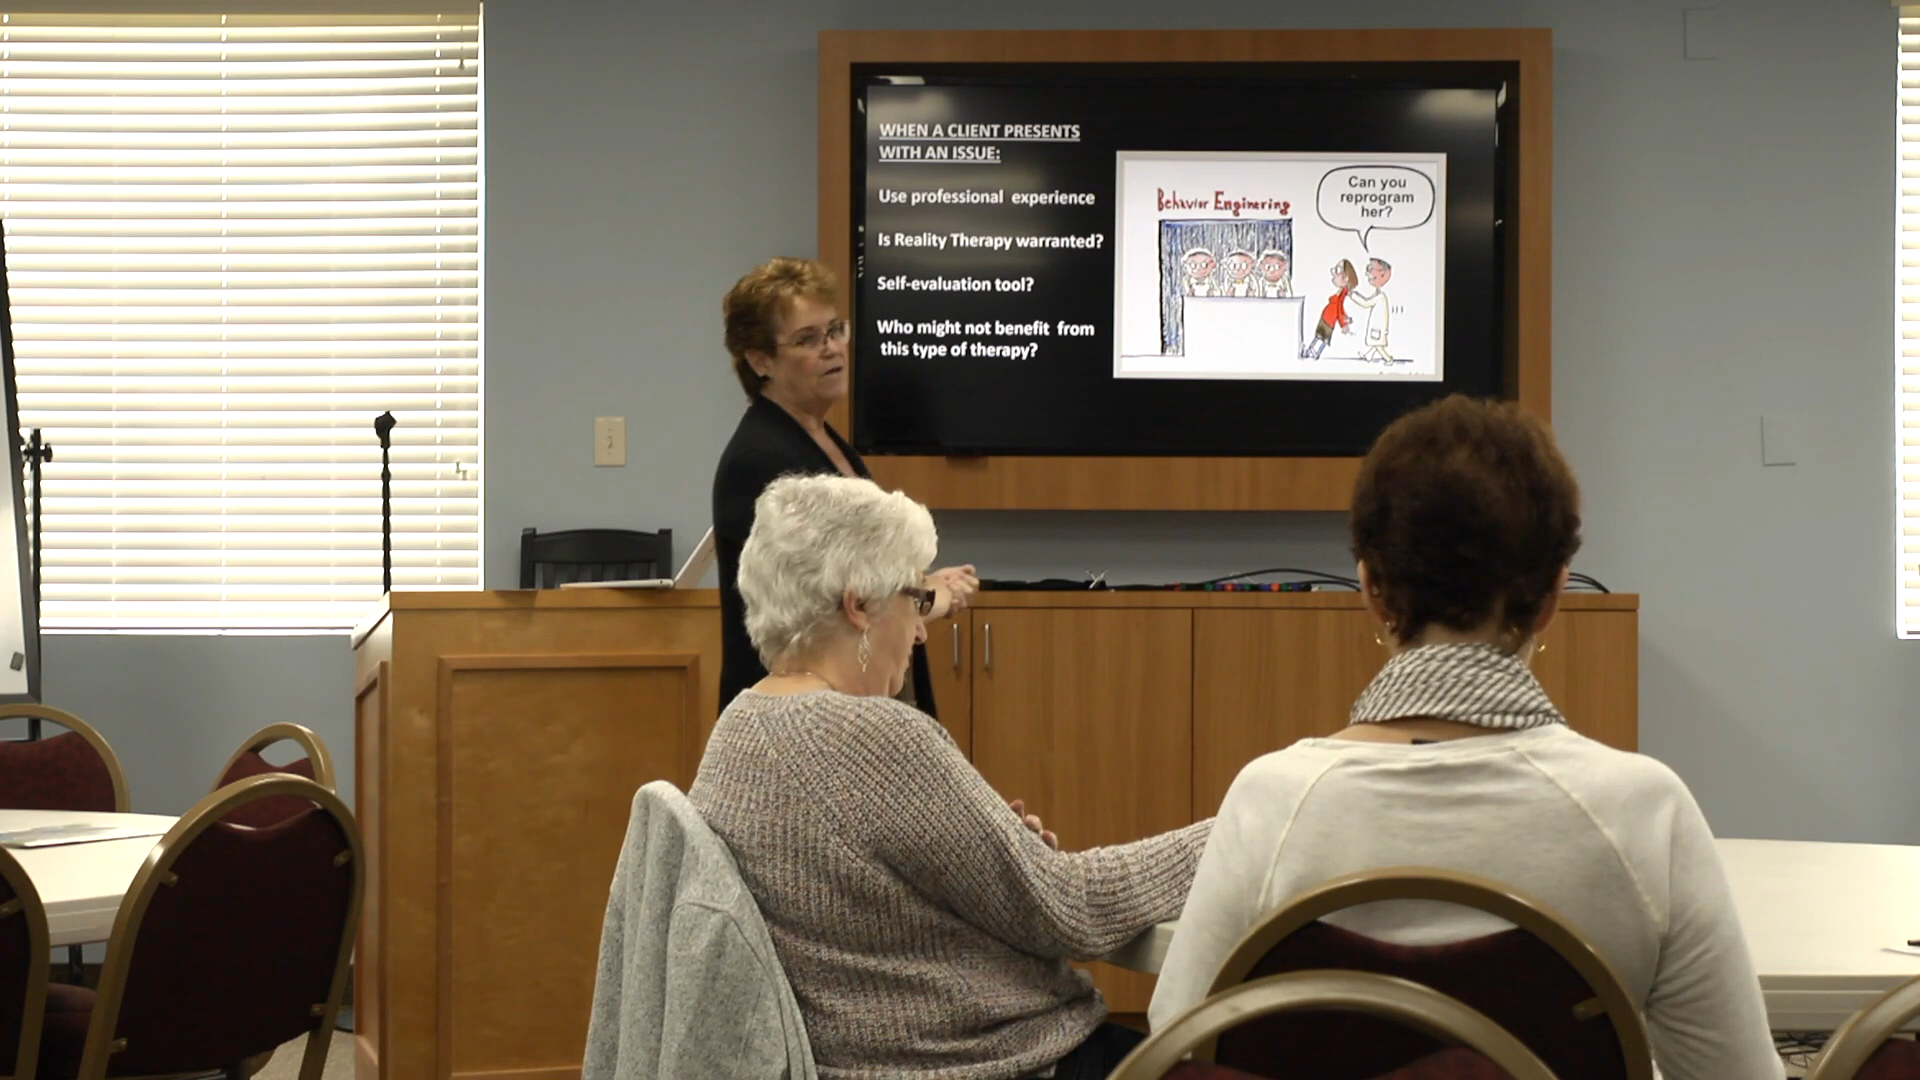 WHEN A CLIENT PRESENTS
WITH AN ISSUE:
Use professional experience
Is Reality Therapy warranted?
Self-evaluation tool?
Who might not benefit from
this type of therapy?
Behavior Enginering
Can you
reprogram
her?